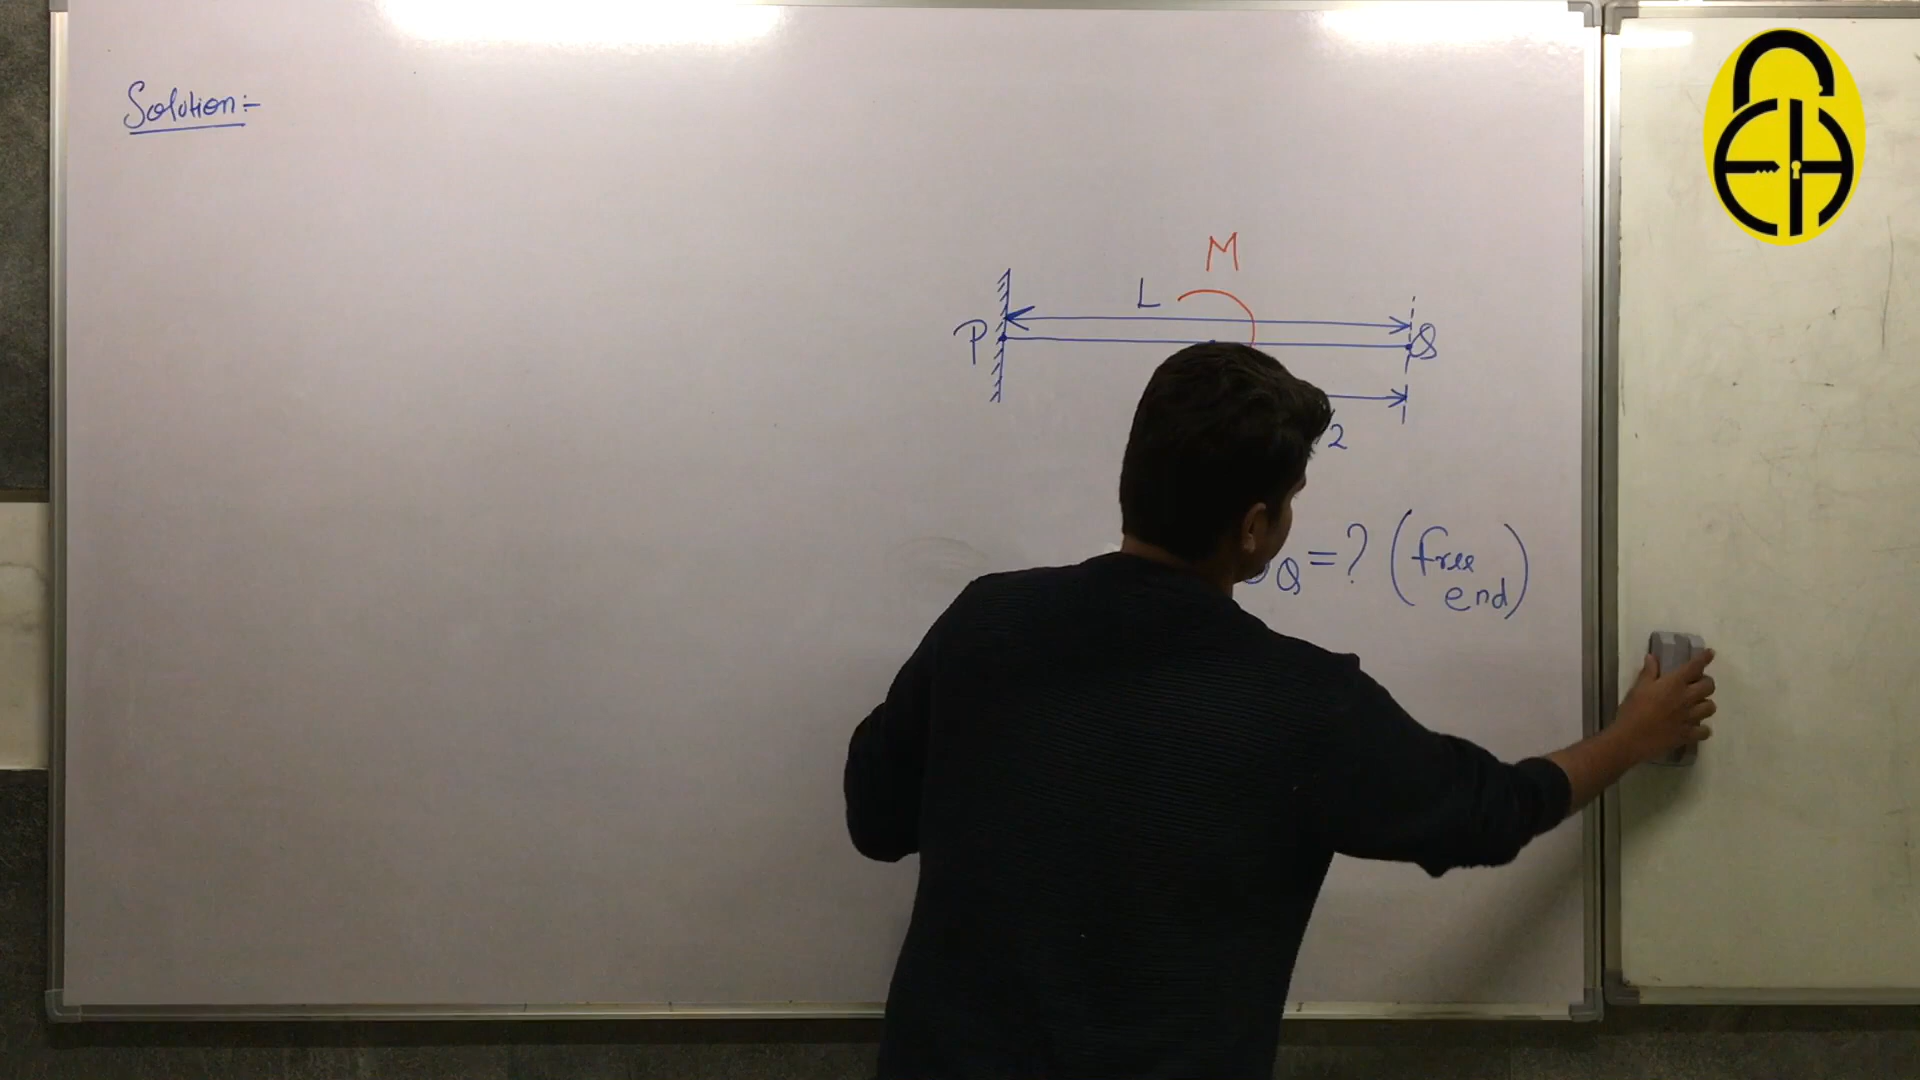 Solution:-
M
L
P
Q
2
Q = ? (free end)